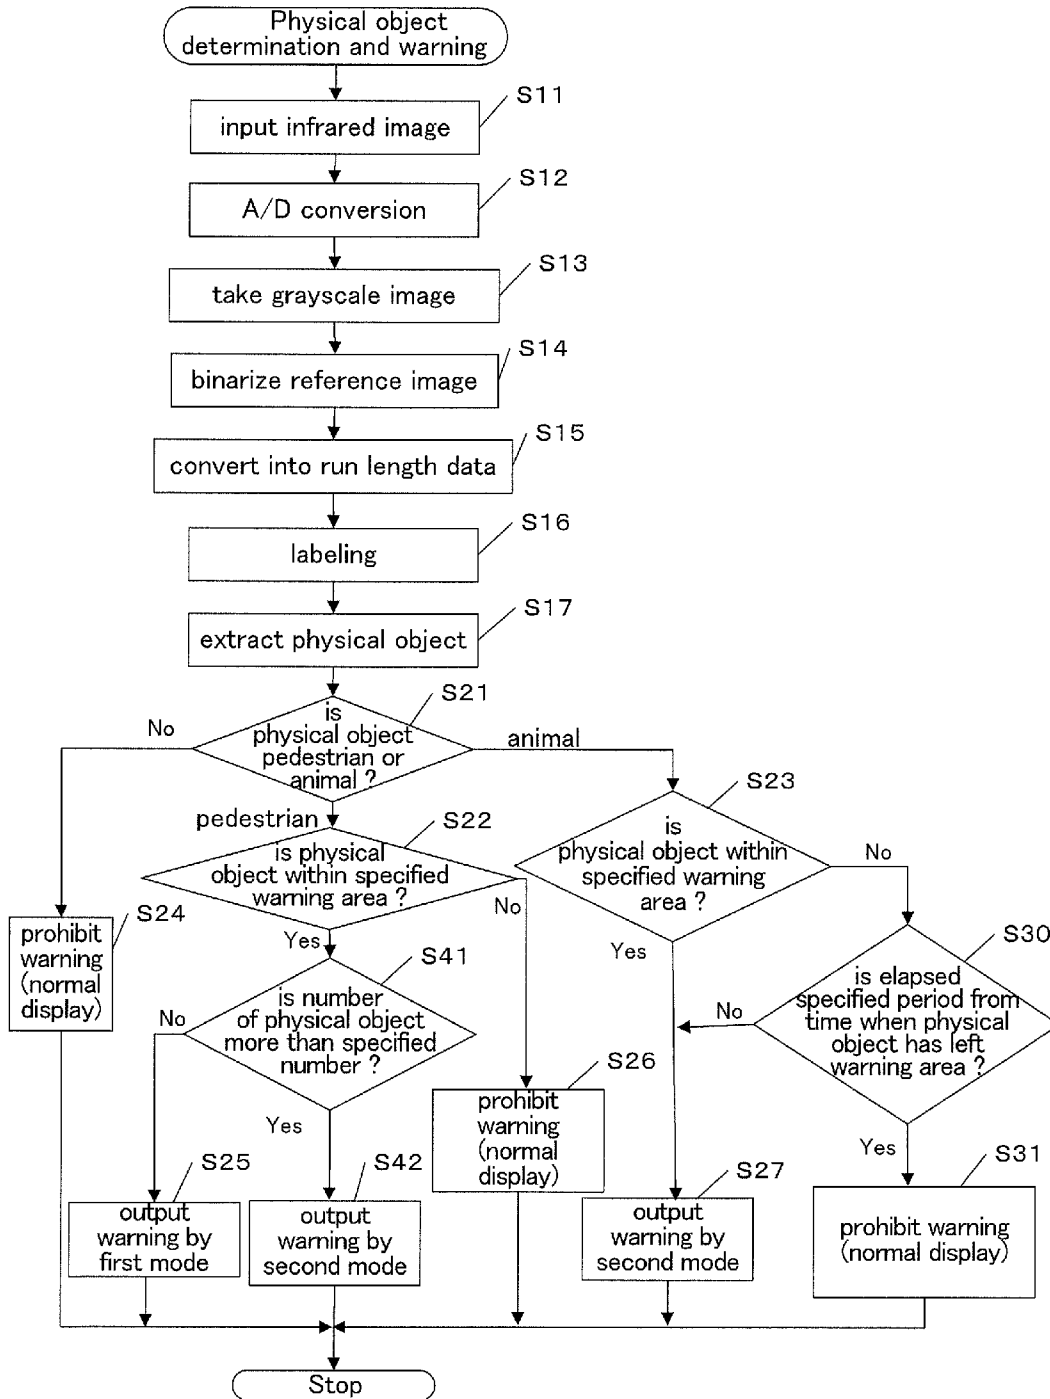 Physical object
determination and warning
S11
input infrared image
S12
A/D conversion
S13
take grayscale image
S14
binarize reference image
S15
convert into run length data
S16
labeling
S17
extract physical object
S21
is
physical object
pedestrian or
animal ?
No
animal
pedestrian
S22
is physical
object within specified
warning area ?
No
Yes
S23
is
physical object within
specified warning
area ?
No
Yes
S24
prohibit
warning
(normal
display)
S41
is number
of physical object
more than specified
number ?
No
Yes
S30
is elapsed
specified period from
time when physical
object has left
warning area ?
No
Yes
S26
prohibit
warning
(normal
display)
S25
output
warning by
first mode
S42
output
warning by
second mode
S27
output
warning by
second mode
S31
prohibit warning
(normal display)
Stop